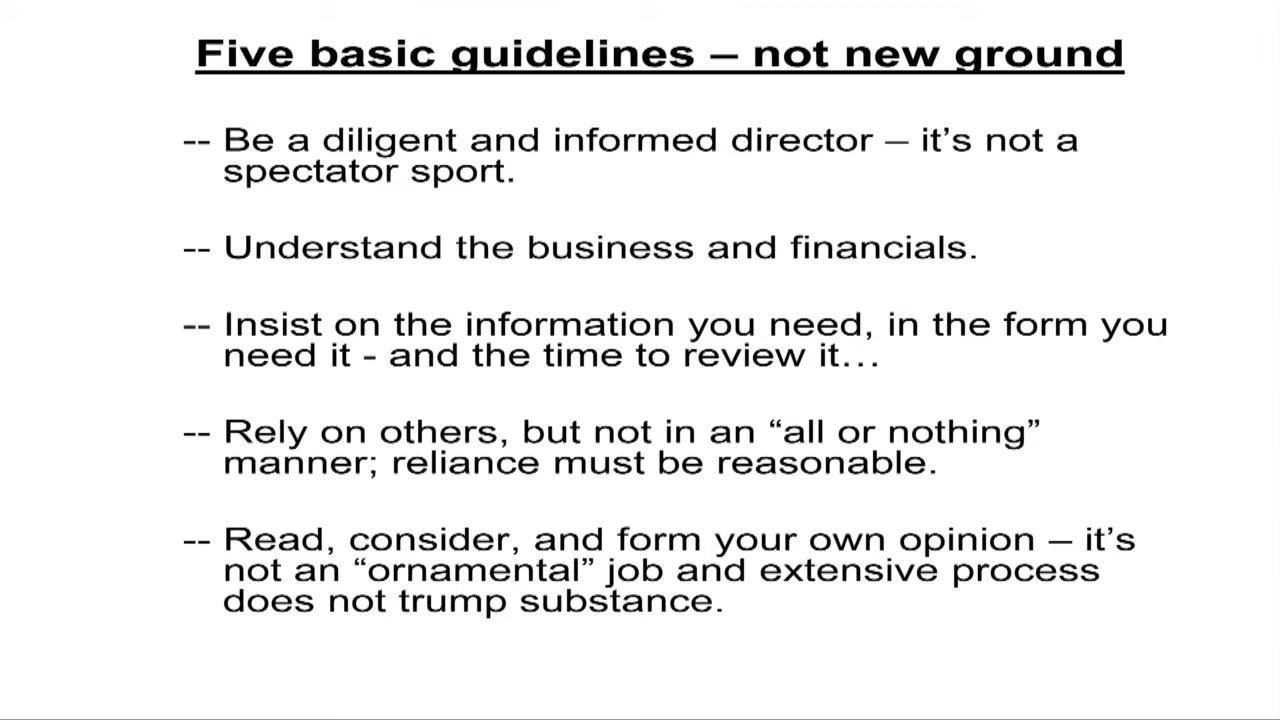 Five basic guidelines – not new ground
-- Be a diligent and informed director – it’s not a
spectator sport.
-- Understand the business and financials.
-- Insist on the information you need, in the form you
need it - and the time to review it…
-- Rely on others, but not in an “all or nothing”
manner; reliance must be reasonable.
-- Read, consider, and form your own opinion – it’s
not an “ornamental” job and extensive process
does not trump substance.